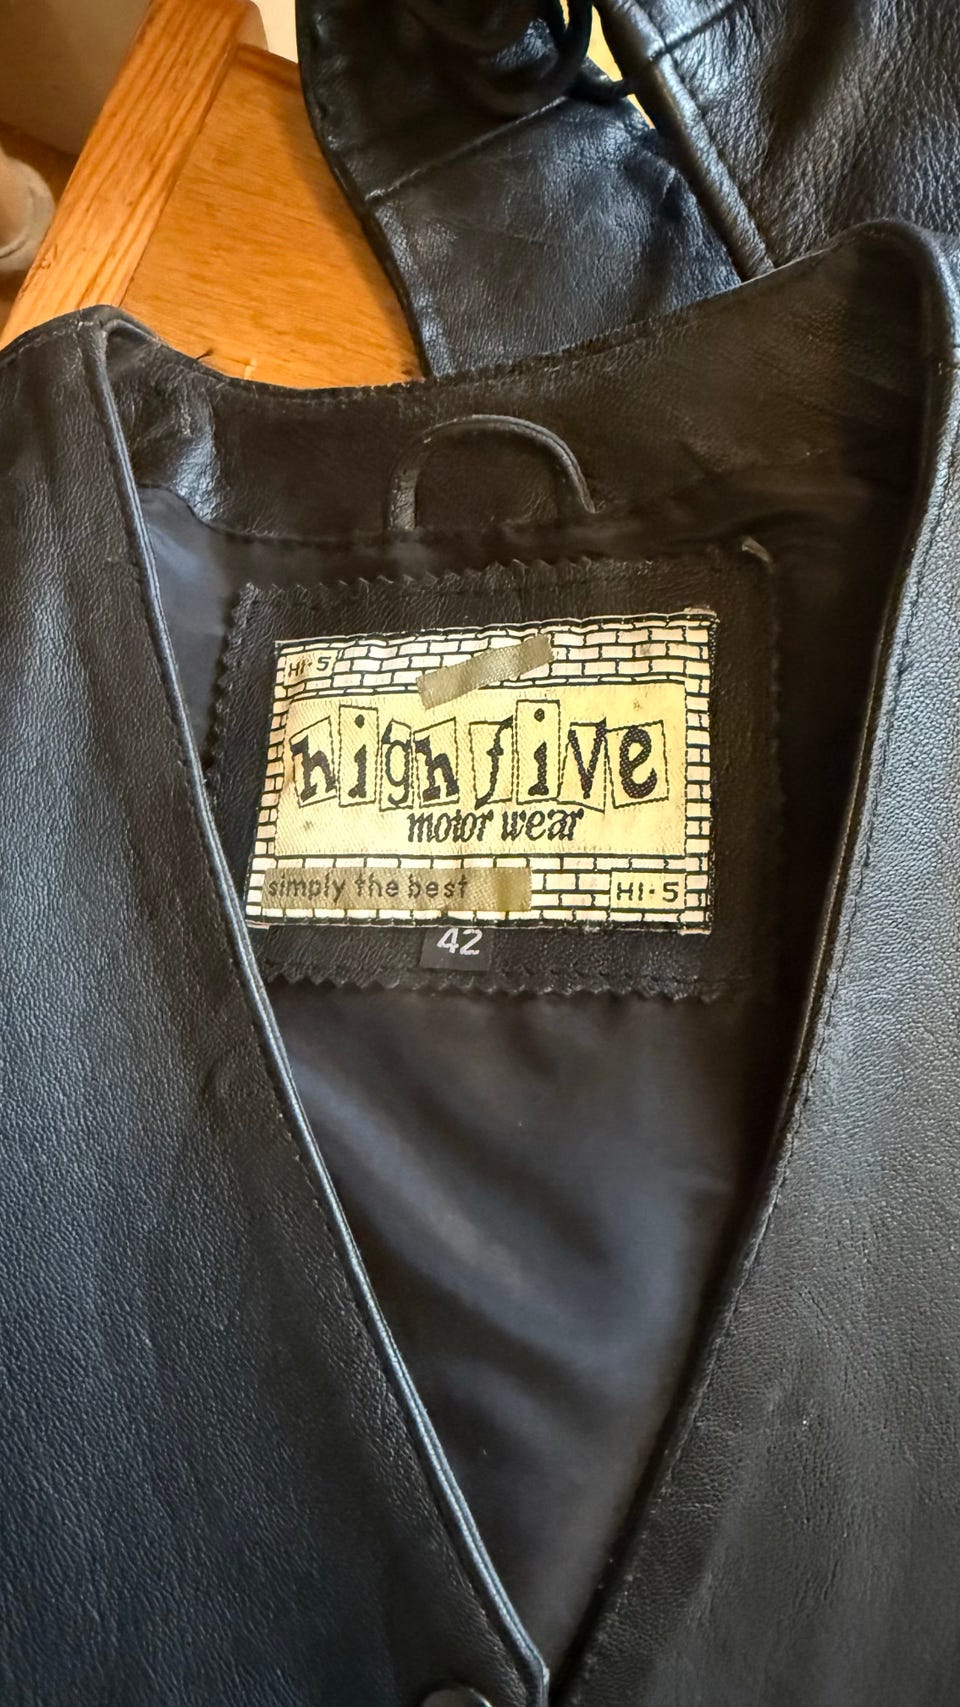 HI-5
high five
motor wear
simply the best
HI-5
42